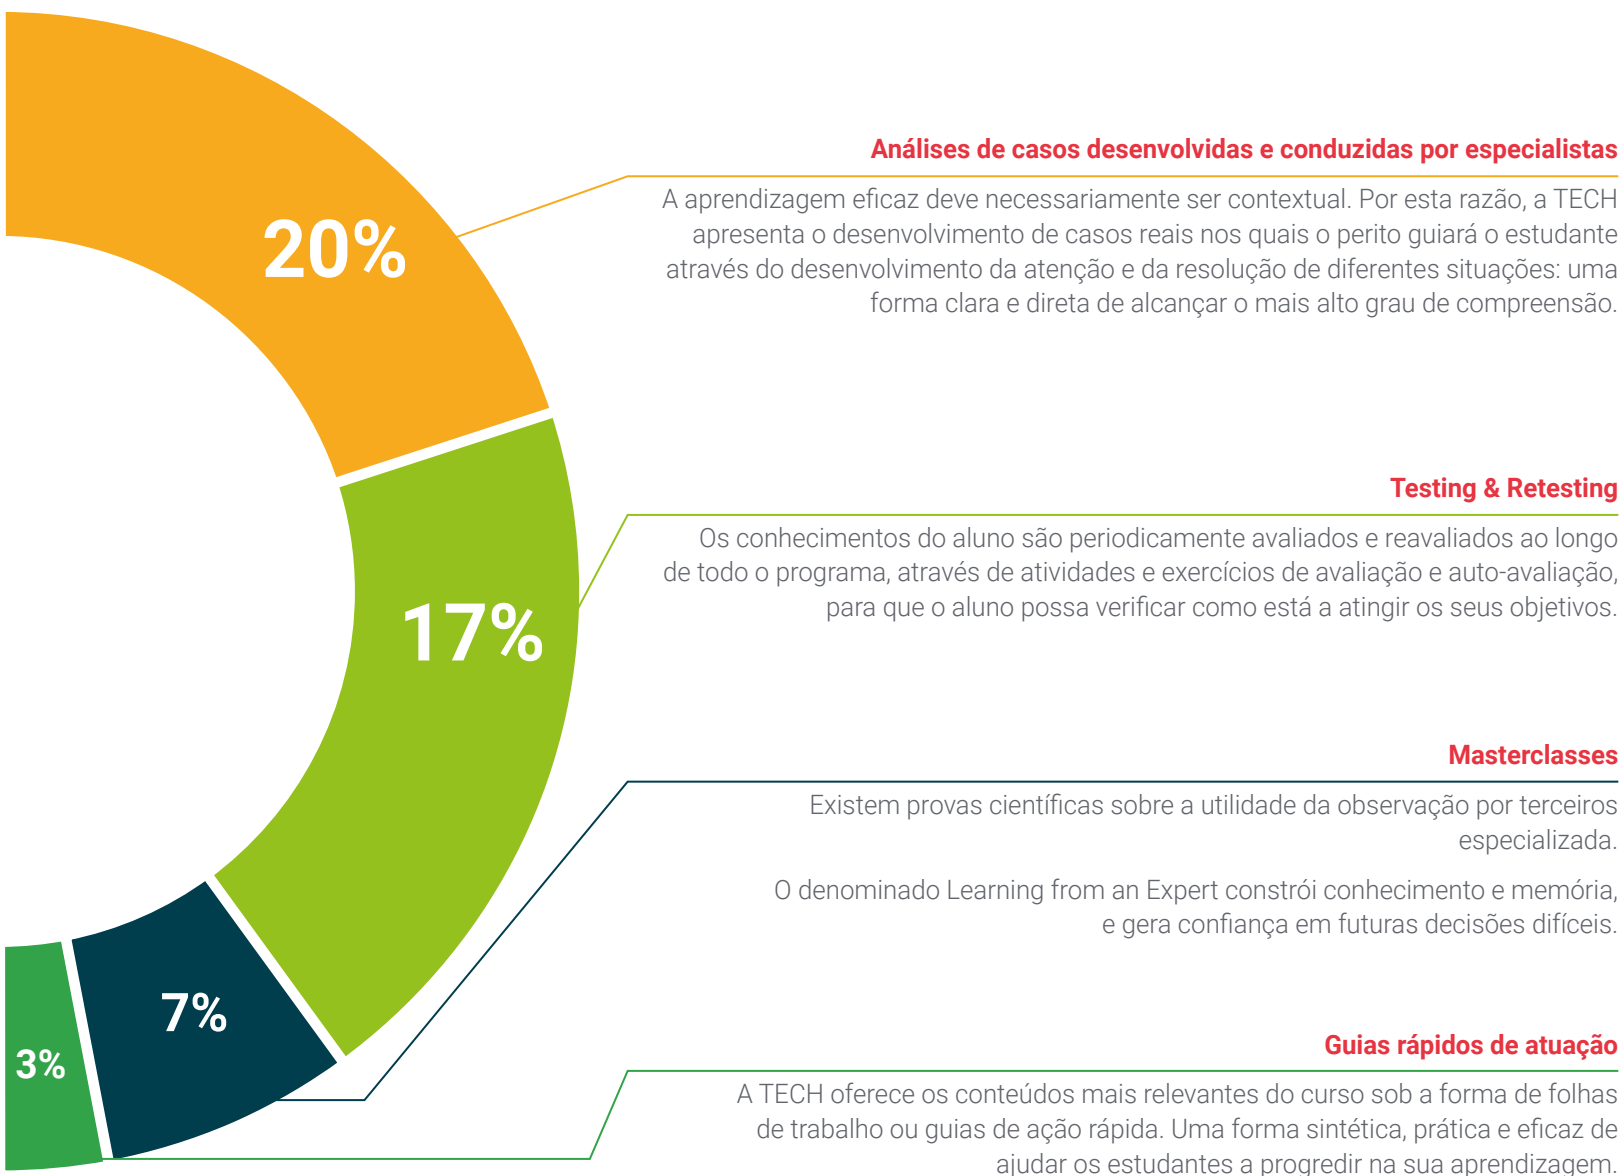 20%
Análises de casos desenvolvidas e conduzidas por especialistas
A aprendizagem eficaz deve necessariamente ser contextual. Por esta razão, a TECH
apresenta o desenvolvimento de casos reais nos quais o perito guiará o estudante
através do desenvolvimento da atenção e da resolução de diferentes situações: uma
forma clara e direta de alcançar o mais alto grau de compreensão.
17%
Testing & Retesting
Os conhecimentos do aluno são periodicamente avaliados e reavaliados ao longo
de todo o programa, através de atividades e exercícios de avaliação e auto-avaliação,
para que o aluno possa verificar como está a atingir os seus objetivos.
7%
Masterclasses
Existem provas científicas sobre a utilidade da observação por terceiros
especializada.
O denominado Learning from an Expert constrói conhecimento e memória,
e gera confiança em futuras decisões difíceis.
3%
Guias rápidos de atuação
A TECH oferece os conteúdos mais relevantes do curso sob a forma de folhas
de trabalho ou guias de ação rápida. Uma forma sintética, prática e eficaz de
ajudar os estudantes a progredir na sua aprendizagem.